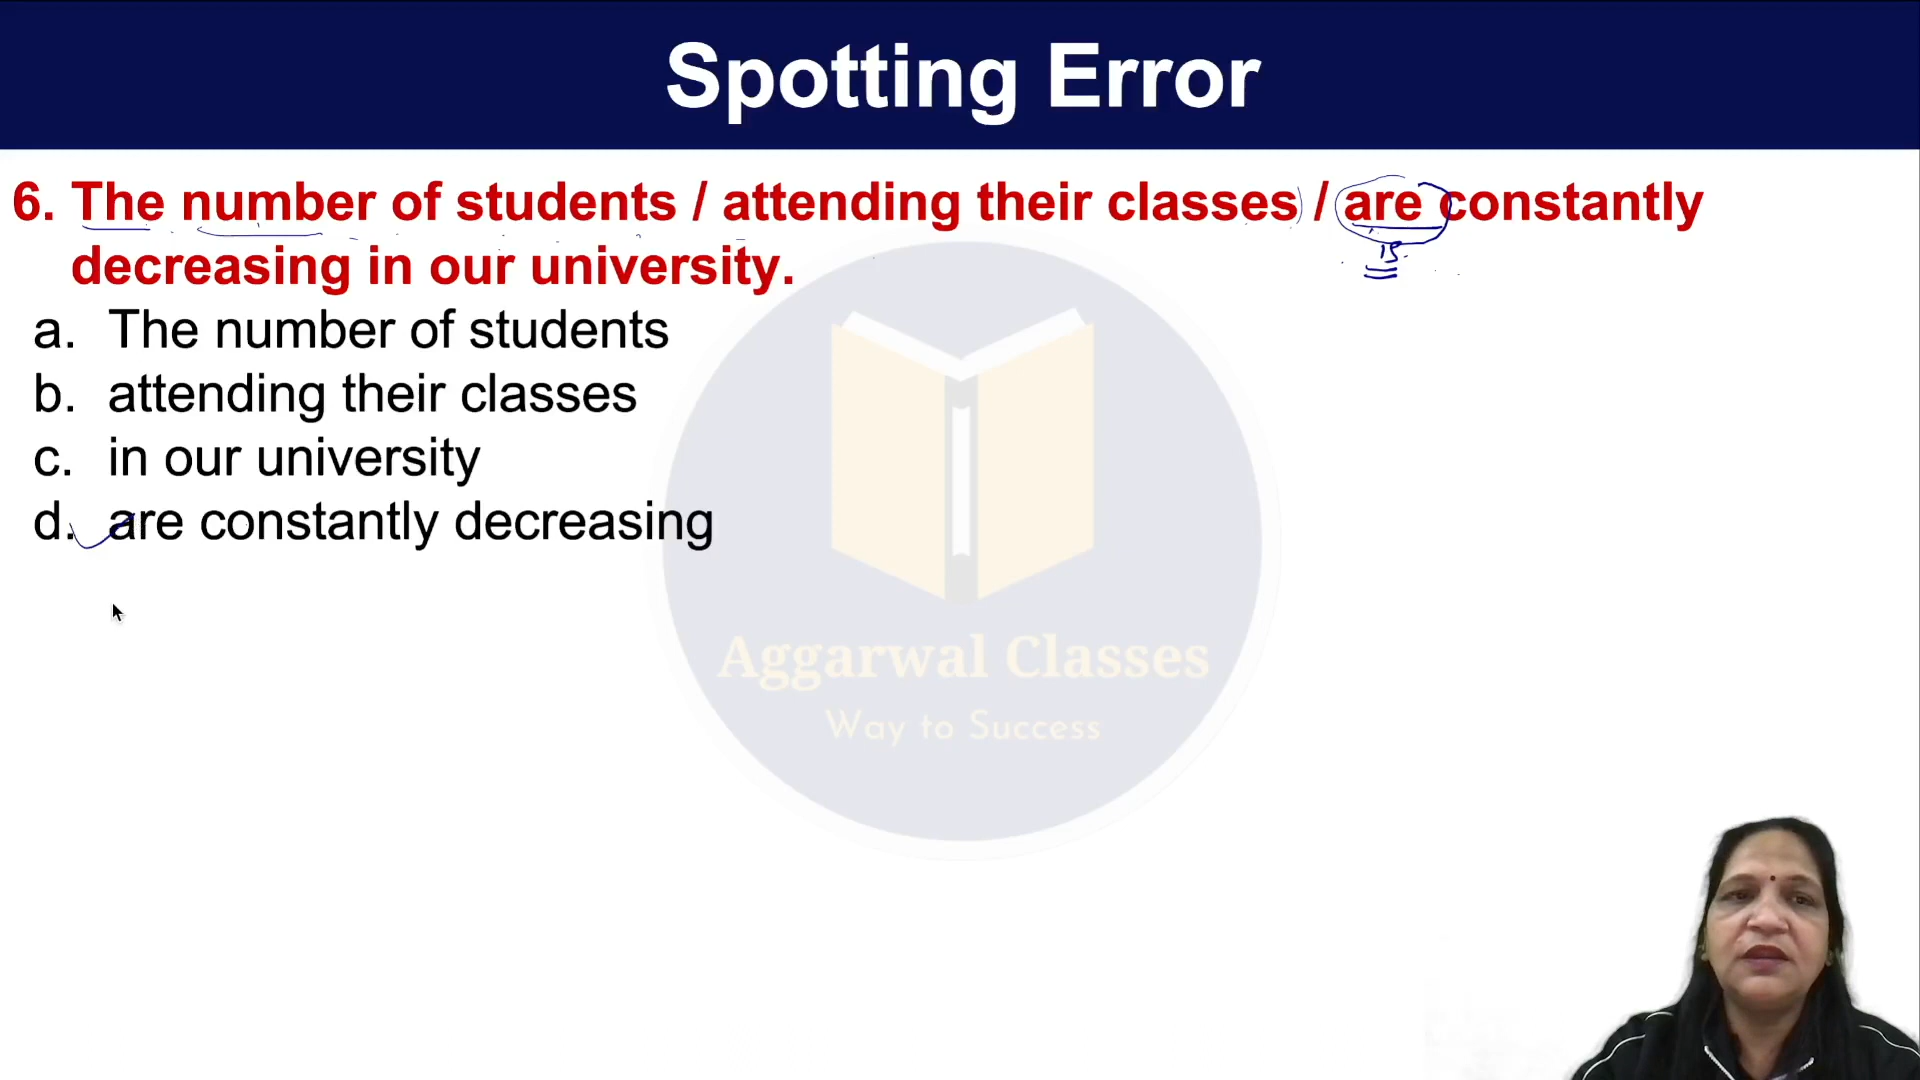 Spotting Error
6. The number of students / attending their classes / are constantly
is
decreasing in our university.
a. The number of students
b. attending their classes
c. in our university
d. are constantly decreasing
Aggarwal Classes
Way to Success